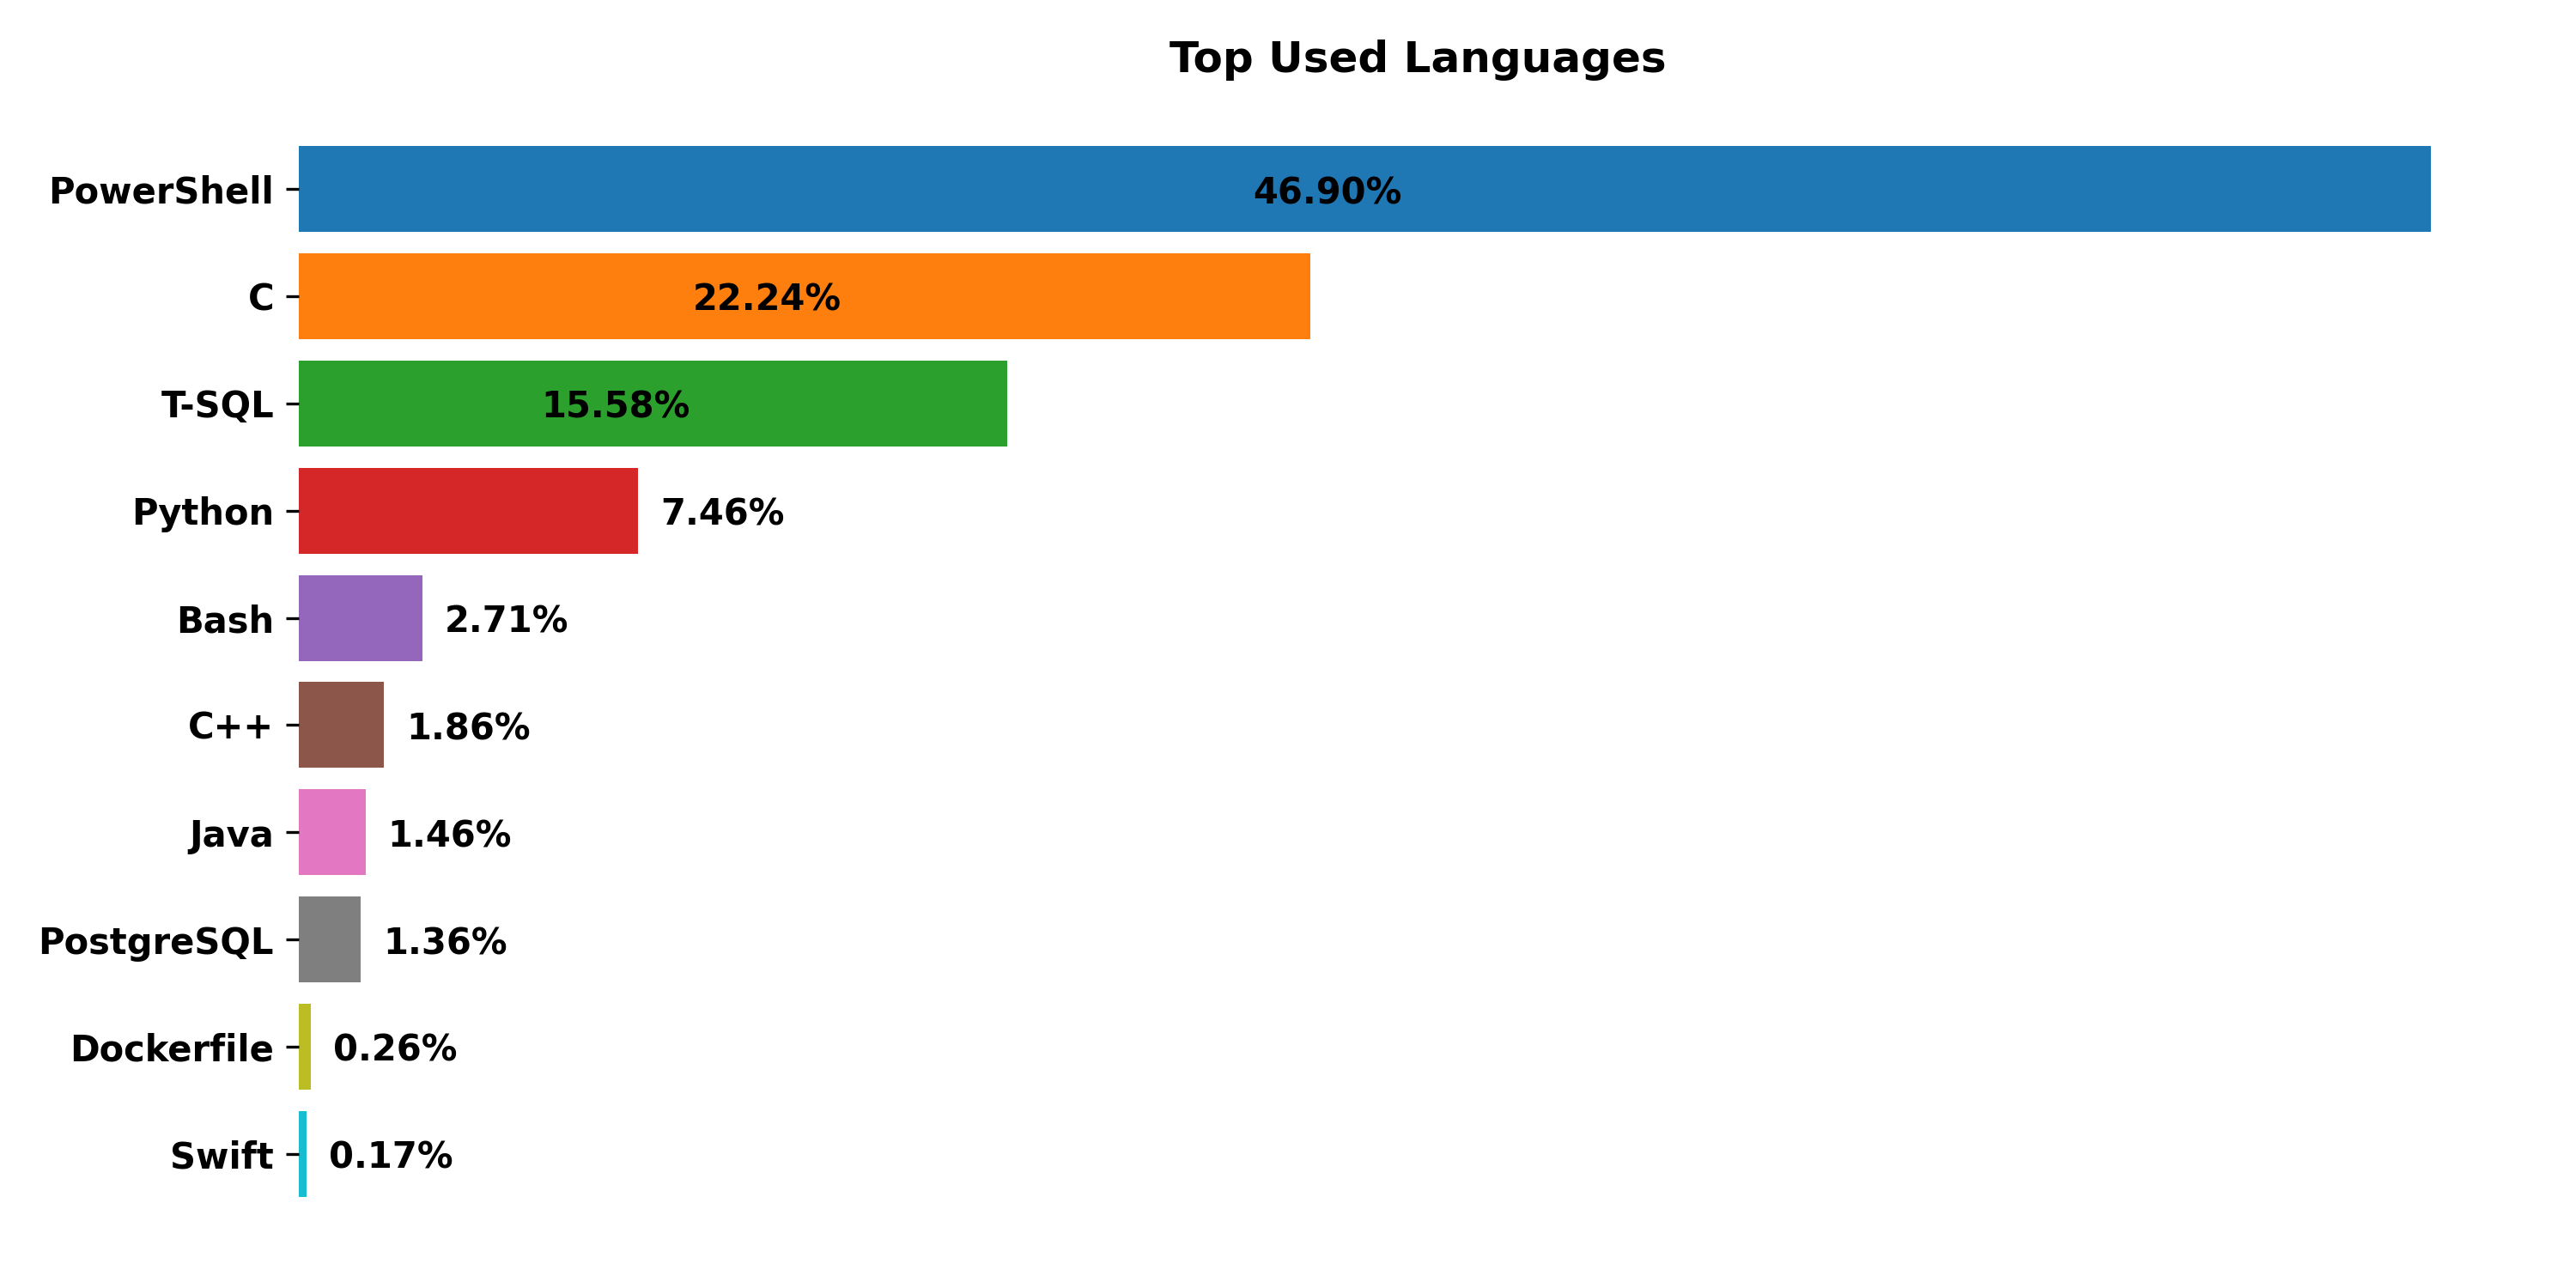 Top Used Languages
PowerShell 46.90%
C 22.24%
T-SQL 15.58%
Python 7.46%
Bash 2.71%
C++ 1.86%
Java 1.46%
PostgreSQL 1.36%
Dockerfile 0.26%
Swift 0.17%